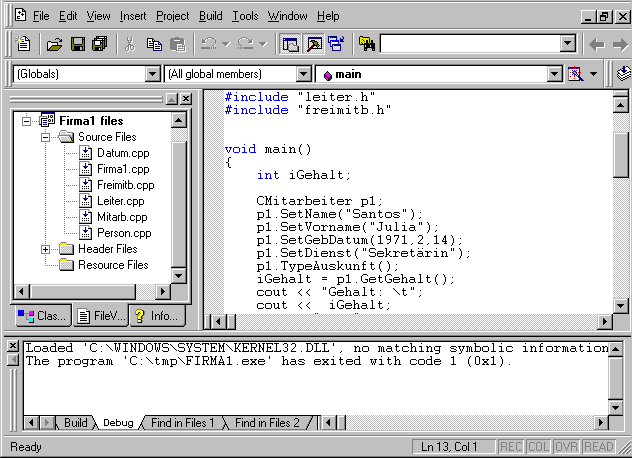 File Edit View Insert Project Build Tools Window Help
(Globals) (All global members) main
Firma1 files
Source Files
Datum.cpp
Firma1.cpp
Freimitb.cpp
Leiter.cpp
Mitarb.cpp
Person.cpp
Header Files
Resource Files
Clas... FileV... Info...
#include "leiter.h"
#include "freimitb.h"
void main()
{
int iGehalt;
CMitarbeiter p1;
p1.SetName("Santos");
p1.SetVorname("Julia");
p1.SetGebDatum(1971,2,14);
p1.SetDienst("Sekretärin");
p1.TypeAuskunft();
iGehalt = p1.GetGehalt();
cout << "Gehalt: \t";
cout << iGehalt;
Loaded 'C:\WINDOWS\SYSTEM\KERNEL32.DLL', no matching symbolic information
The program 'C:\tmp\FIRMA1.exe' has exited with code 1 (0x1).
Build Debug Find in Files 1 Find in Files 2
Ready Ln 13, Col 1 REC COL OVR READ